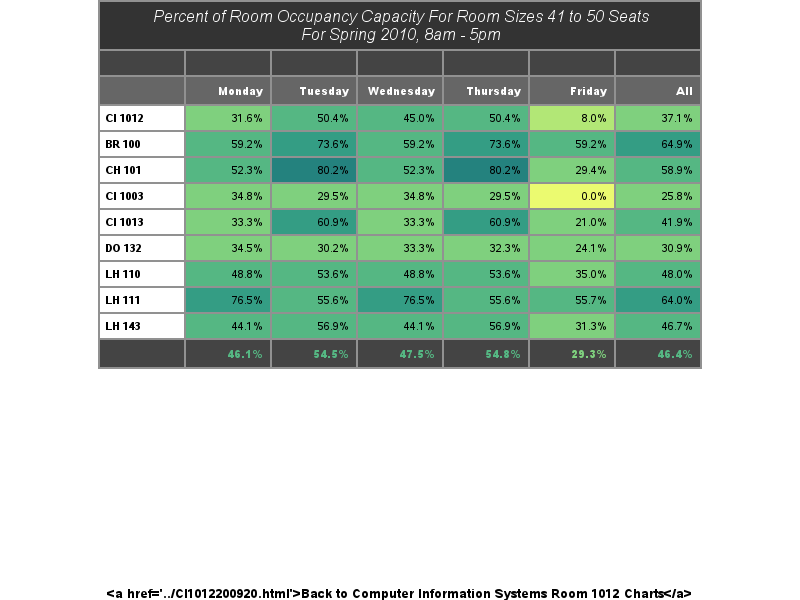 Percent of Room Occupancy Capacity For Room Sizes 41 to 50 Seats
For Spring 2010, 8am - 5pm
Monday Tuesday Wednesday Thursday Friday All
CI 1012 31.6% 50.4% 45.0% 50.4% 8.0% 37.1%
BR 100 59.2% 73.6% 59.2% 73.6% 59.2% 64.9%
CH 101 52.3% 80.2% 52.3% 80.2% 29.4% 58.9%
CI 1003 34.8% 29.5% 34.8% 29.5% 0.0% 25.8%
CI 1013 33.3% 60.9% 33.3% 60.9% 21.0% 41.9%
DO 132 34.5% 30.2% 33.3% 32.3% 24.1% 30.9%
LH 110 48.8% 53.6% 48.8% 53.6% 35.0% 48.0%
LH 111 76.5% 55.6% 76.5% 55.6% 55.7% 64.0%
LH 143 44.1% 56.9% 44.1% 56.9% 31.3% 46.7%
46.1% 54.5% 47.5% 54.8% 29.3% 46.4%
<a href='../CI1012200920.html'>Back to Computer Information Systems Room 1012 Charts</a>